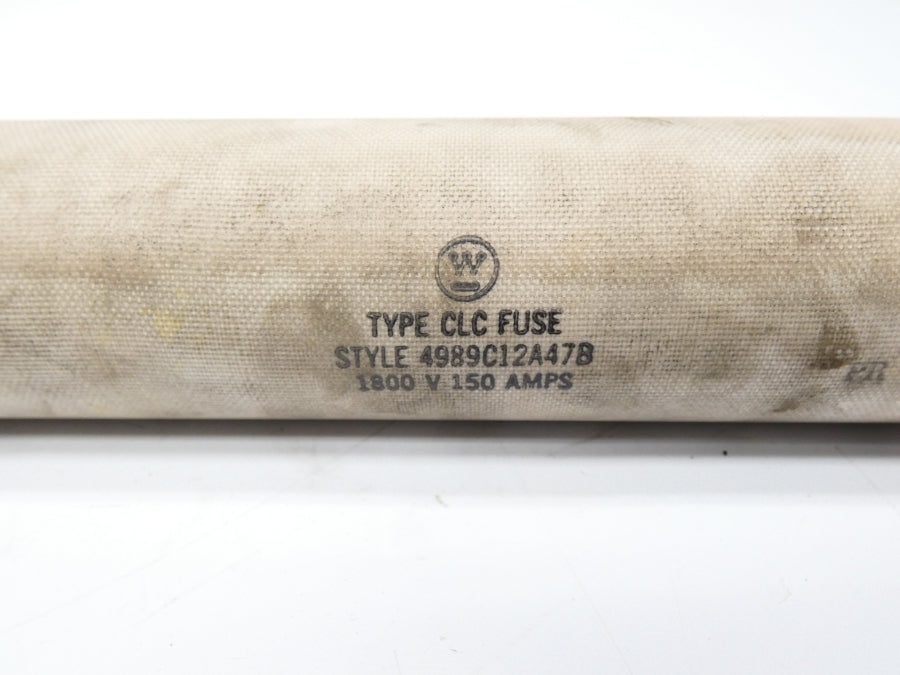 W
TYPE CLC FUSE
STYLE 4989C12A47B
1800 V 150 AMPS